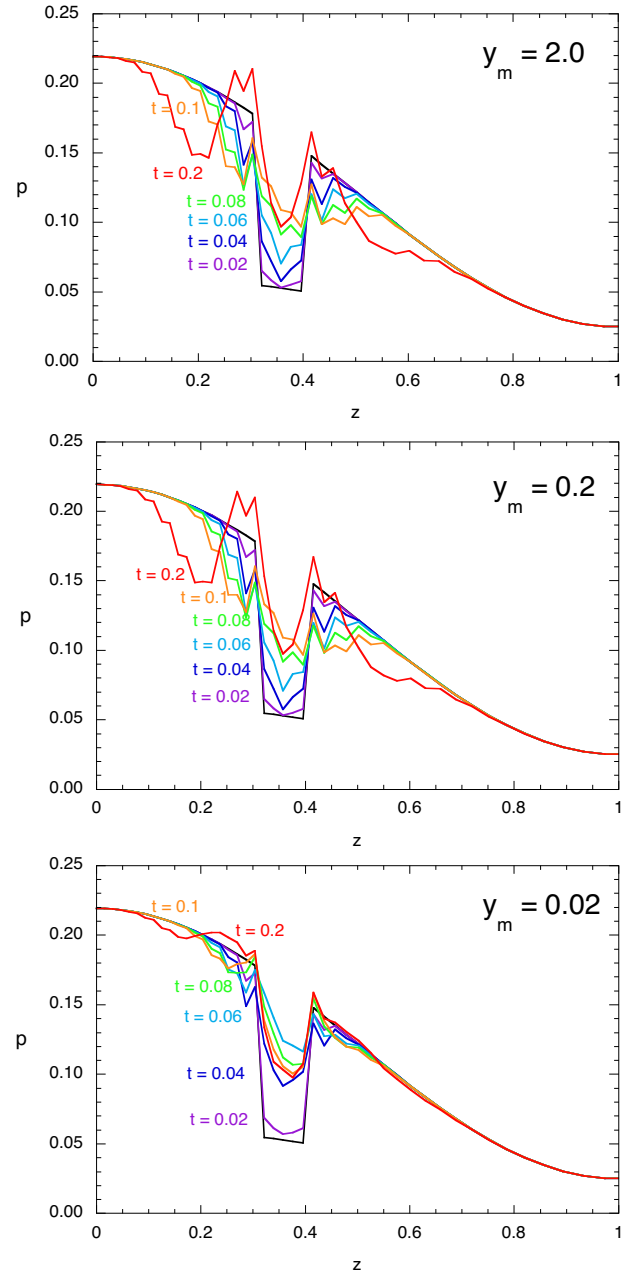 0.25
y_m = 2.0
0.20
t = 0.1
t = 0.2
0.15
p
t = 0.08
0.10
t = 0.06
t = 0.04
t = 0.02
0.05
0.00
0 0.2 0.4 0.6 0.8 1
z
0.25
y_m = 0.2
0.20
0.15
t = 0.2
p
t = 0.1
t = 0.08
0.10
t = 0.06
t = 0.04
t = 0.02
0.05
0.00
0 0.2 0.4 0.6 0.8 1
z
0.25
y_m = 0.02
t = 0.1
t = 0.2
0.20
t = 0.08
0.15
t = 0.06
p
0.10
t = 0.04
t = 0.02
0.05
0.00
0 0.2 0.4 0.6 0.8 1
z